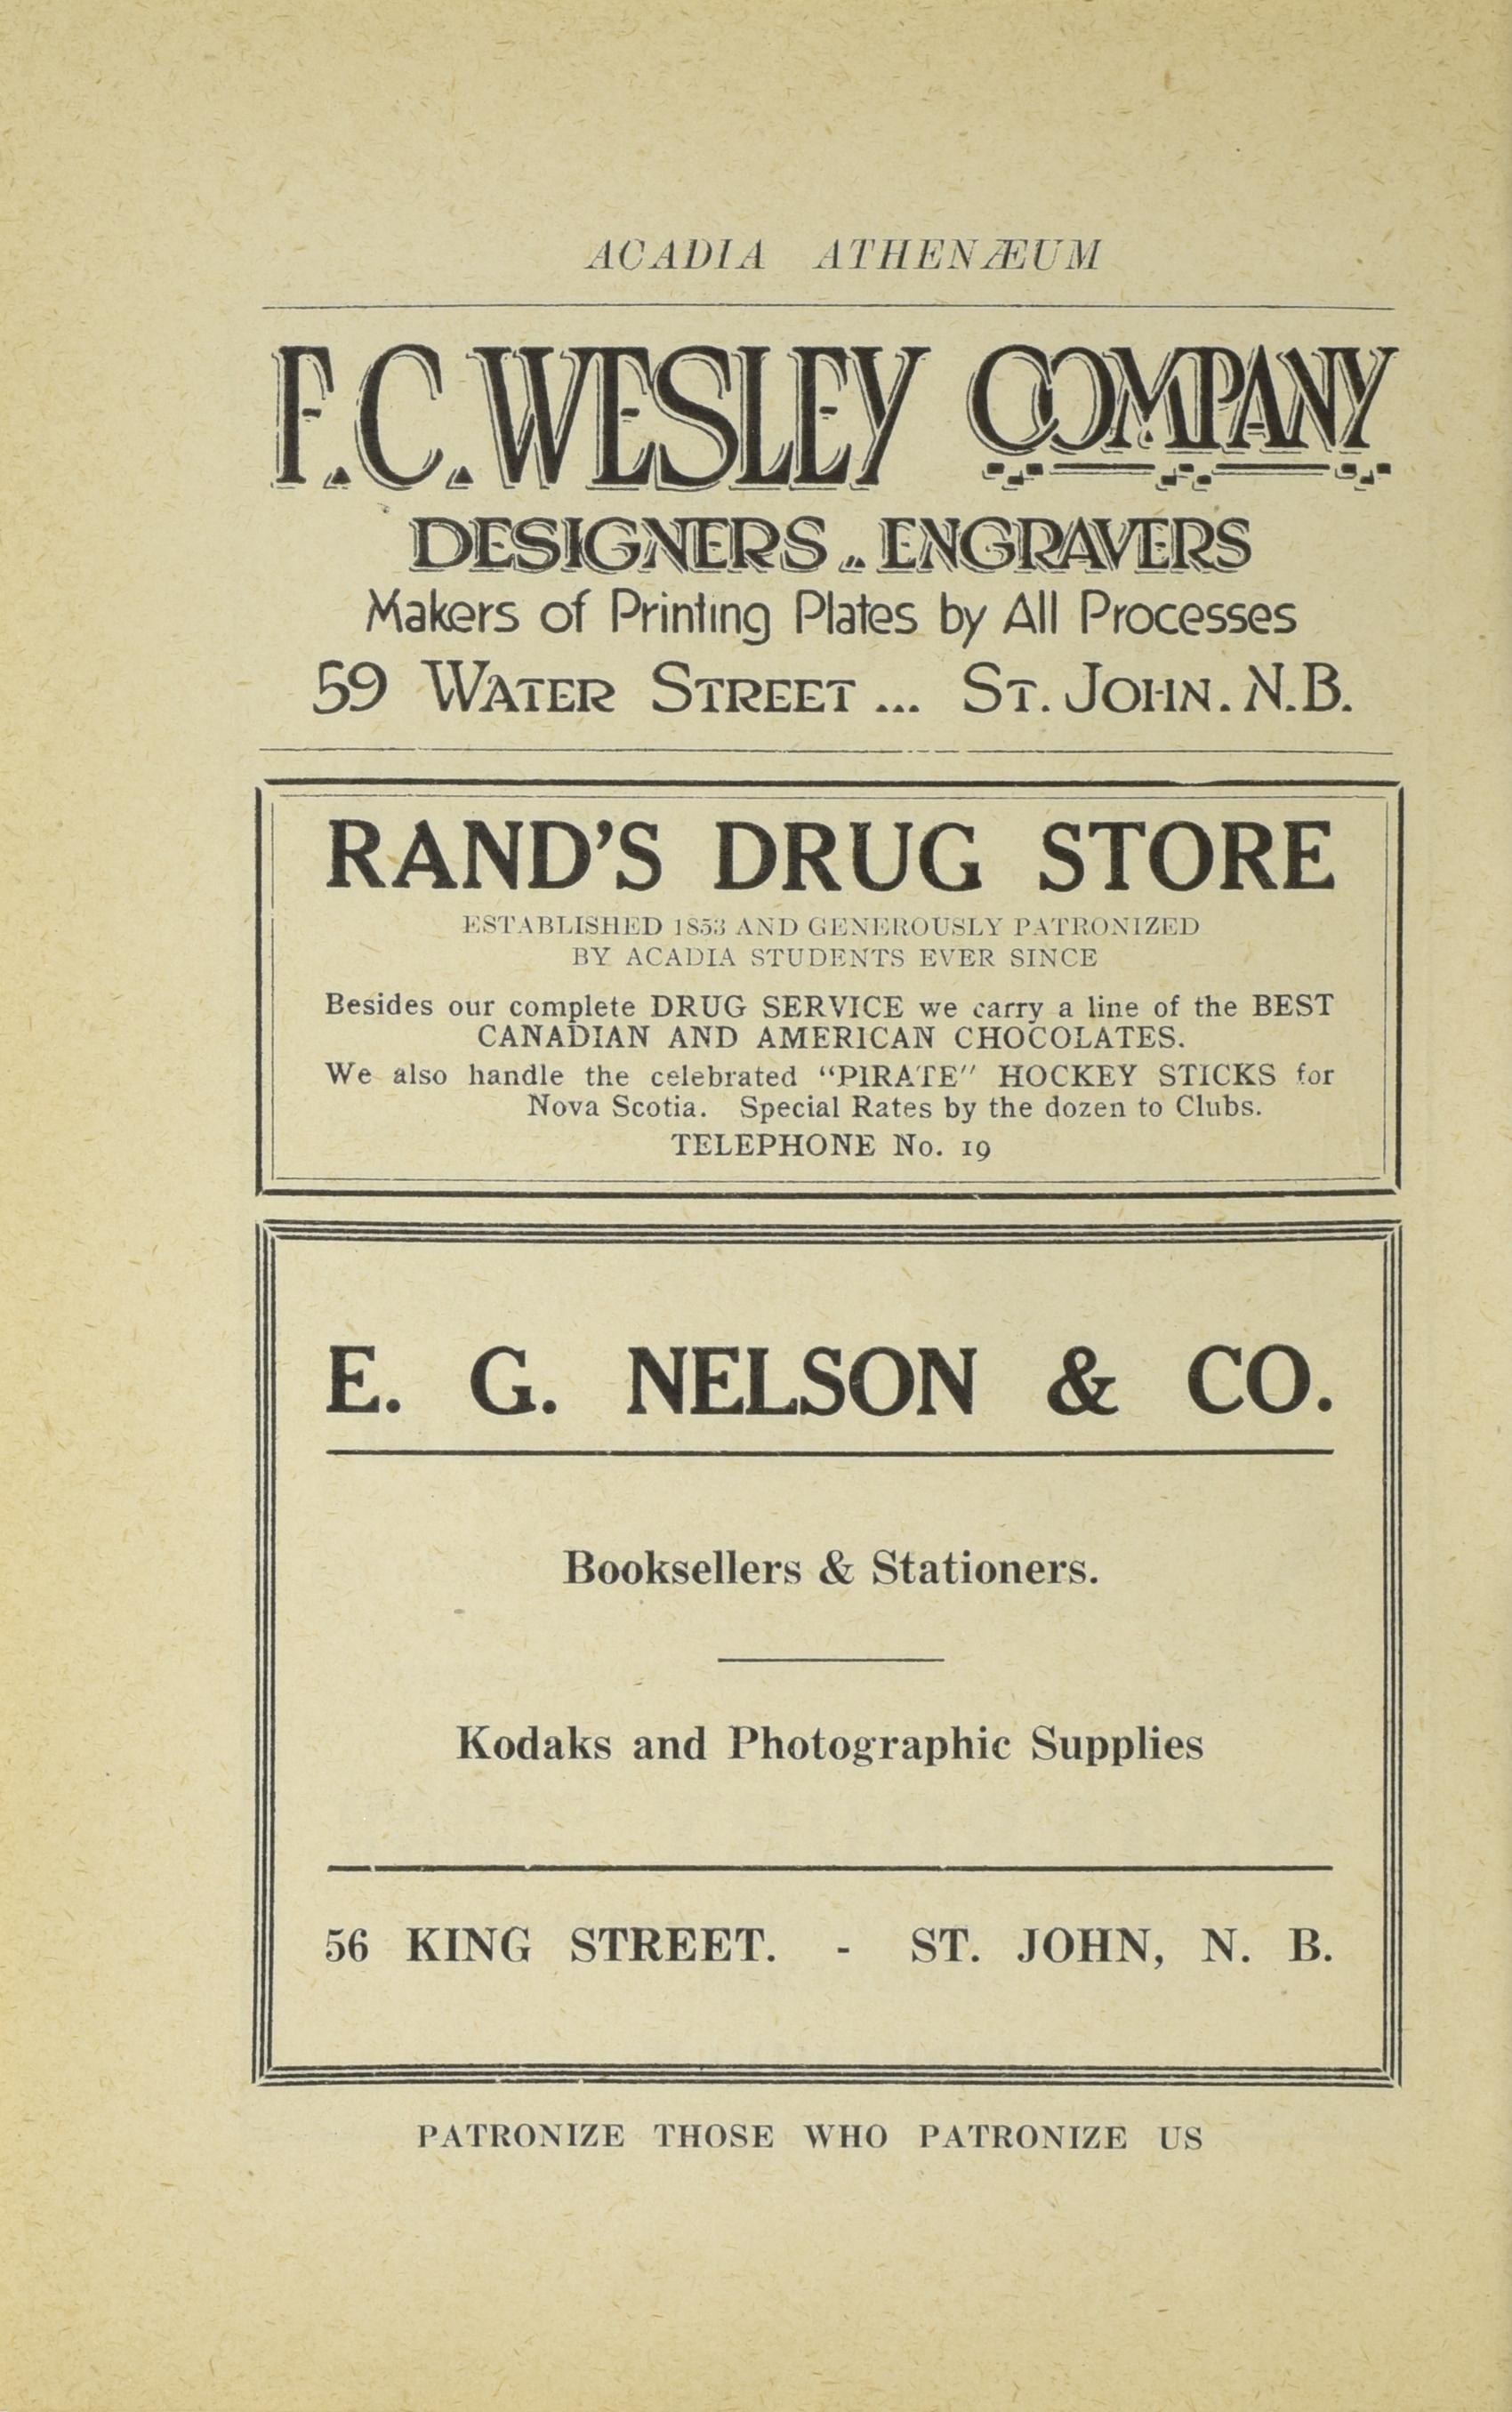 ACADIA ATHENÆUM
F. C. WESLEY COMPANY
DESIGNERS .. ENGRAVERS
Makers of Printing Plates by All Processes
59 WATER STREET ... ST. JOHN. N.B.
RAND'S DRUG STORE
ESTABLISHED 1853 AND GENEROUSLY PATRONIZED
BY ACADIA STUDENTS EVER SINCE
Besides our complete DRUG SERVICE we carry a line of the BEST
CANADIAN AND AMERICAN CHOCOLATES.
We also handle the celebrated “PIRATE” HOCKEY STICKS for
Nova Scotia. Special Rates by the dozen to Clubs.
TELEPHONE No. 19
E. G. NELSON & CO.
Booksellers & Stationers.
Kodaks and Photographic Supplies
56 KING STREET. - ST. JOHN, N. B.
PATRONIZE THOSE WHO PATRONIZE US